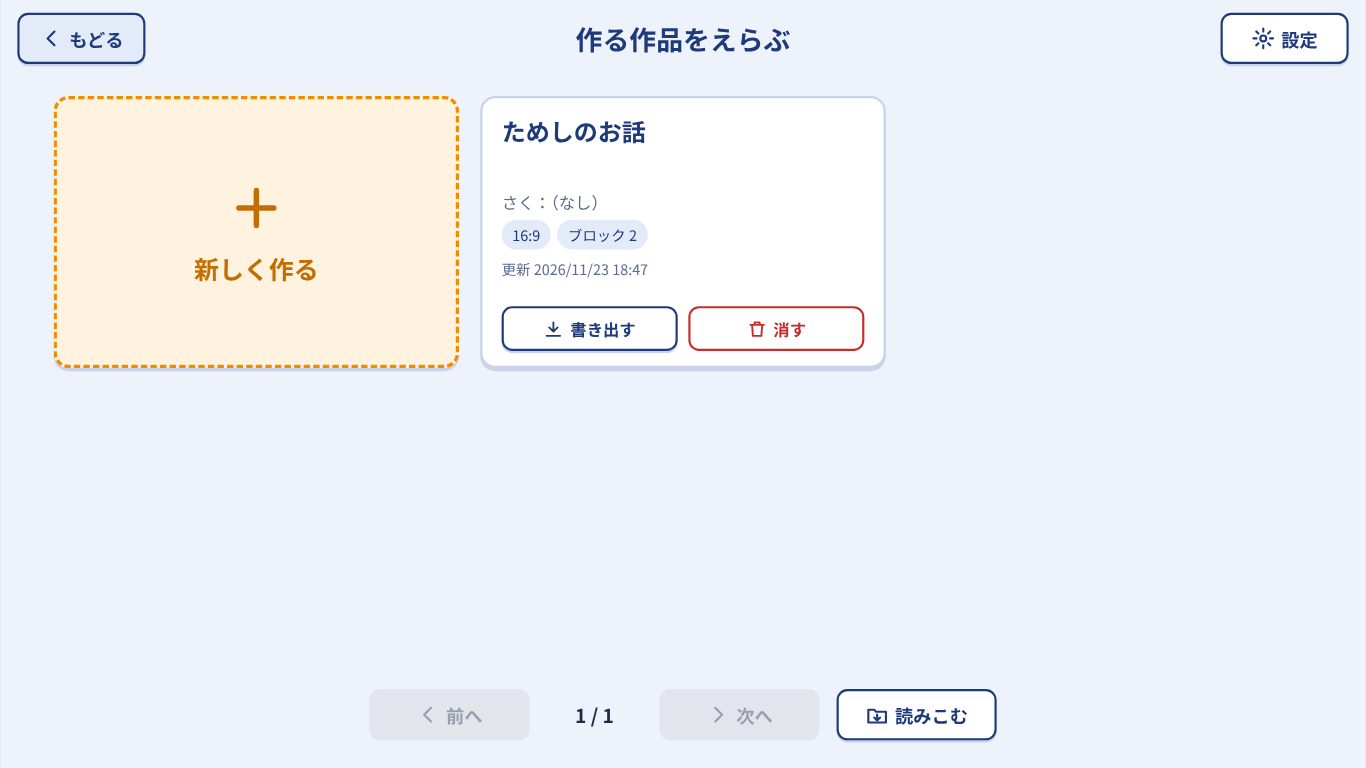 もどる
作る作品をえらぶ
設定
新しく作る
ためしのお話
さく：（なし）
16:9 ブロック 2
更新 2026/11/23 18:47
書き出す 消す
前へ 1 / 1 次へ 読みこむ